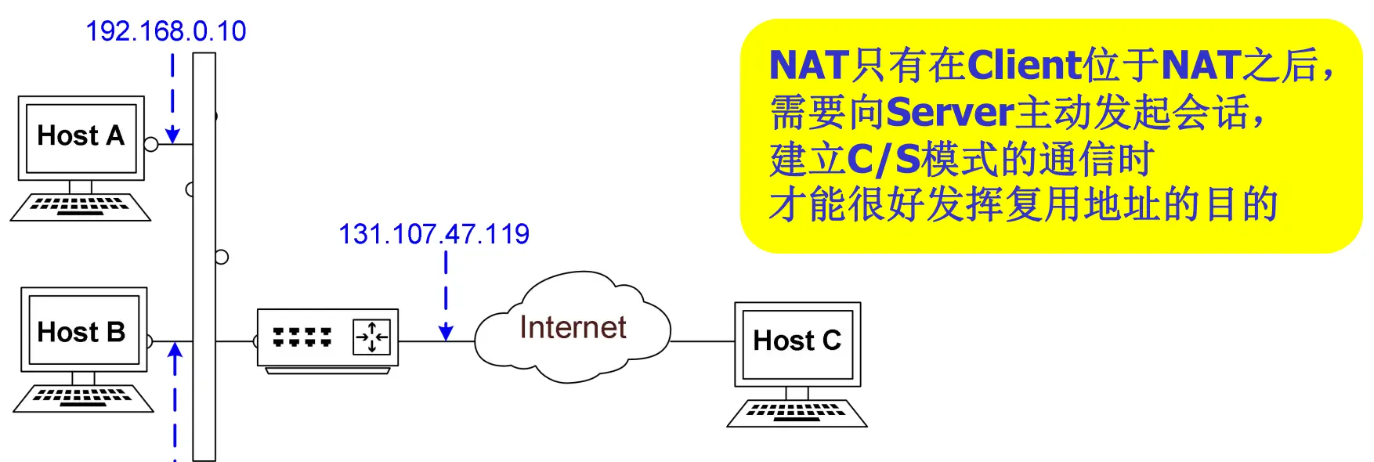 192.168.0.10
NAT只有在Client位于NAT之后，
需要向Server主动发起会话，
建立C/S模式的通信时
才能很好发挥复用地址的目的
Host A
131.107.47.119
Host B
Internet
Host C